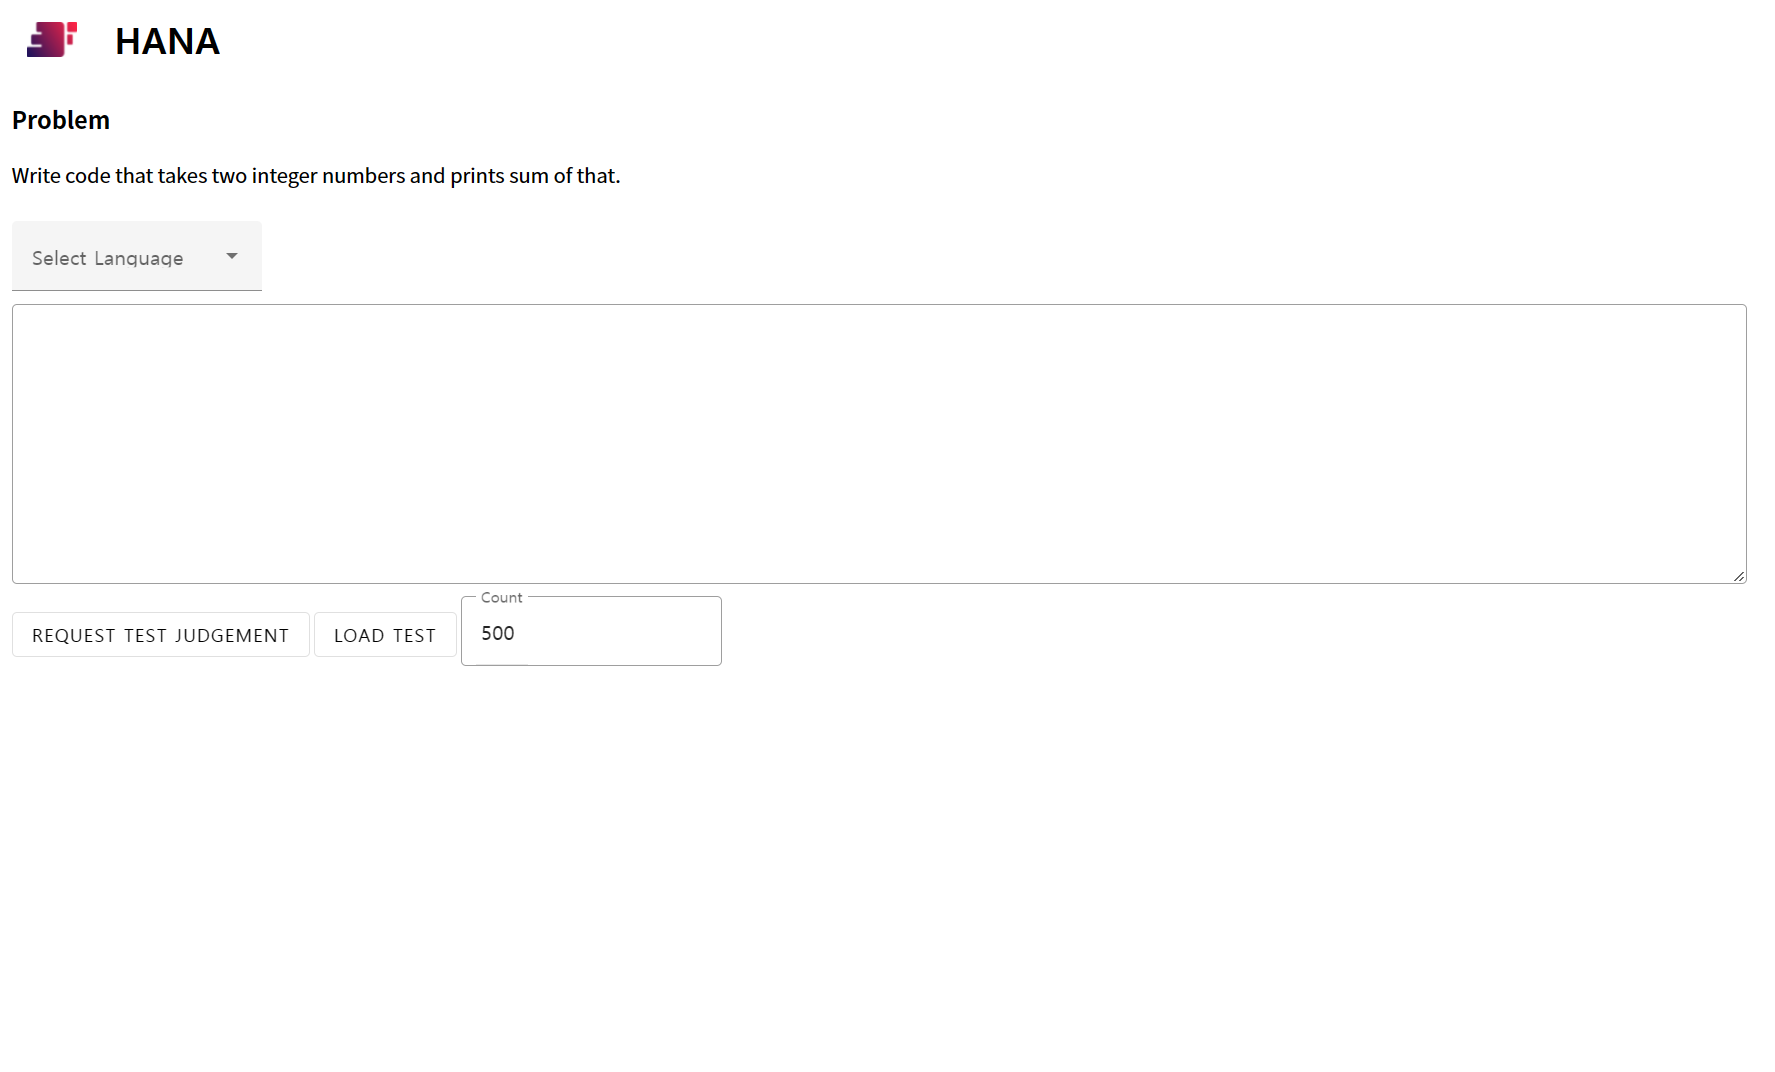 HANA
Problem
Write code that takes two integer numbers and prints sum of that.
Select Language
Count
REQUEST TEST JUDGEMENT
LOAD TEST
500